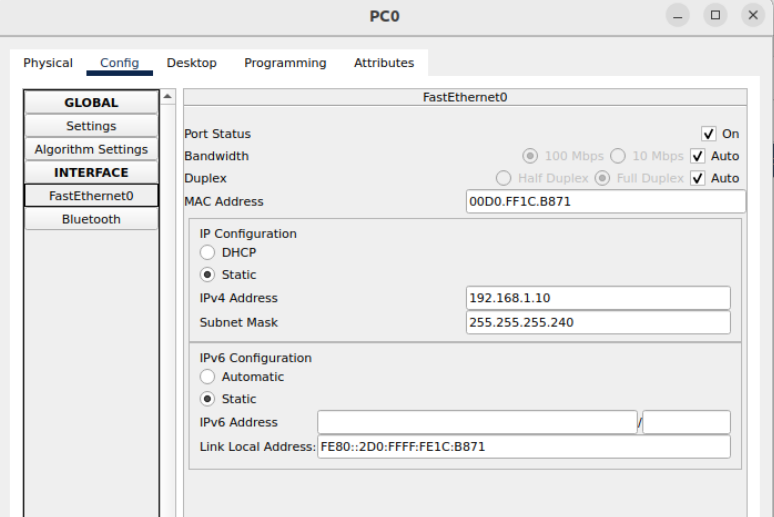 PC0
Physical Config Desktop Programming Attributes
GLOBAL
Settings
Algorithm Settings
INTERFACE
FastEthernet0
Bluetooth
FastEthernet0
Port Status On
Bandwidth 100 Mbps 10 Mbps Auto
Duplex Half Duplex Full Duplex Auto
MAC Address 00D0.FF1C.B871
IP Configuration
DHCP
Static
IPv4 Address 192.168.1.10
Subnet Mask 255.255.255.240
IPv6 Configuration
Automatic
Static
IPv6 Address /
Link Local Address: FE80::2D0:FFFF:FE1C:B871